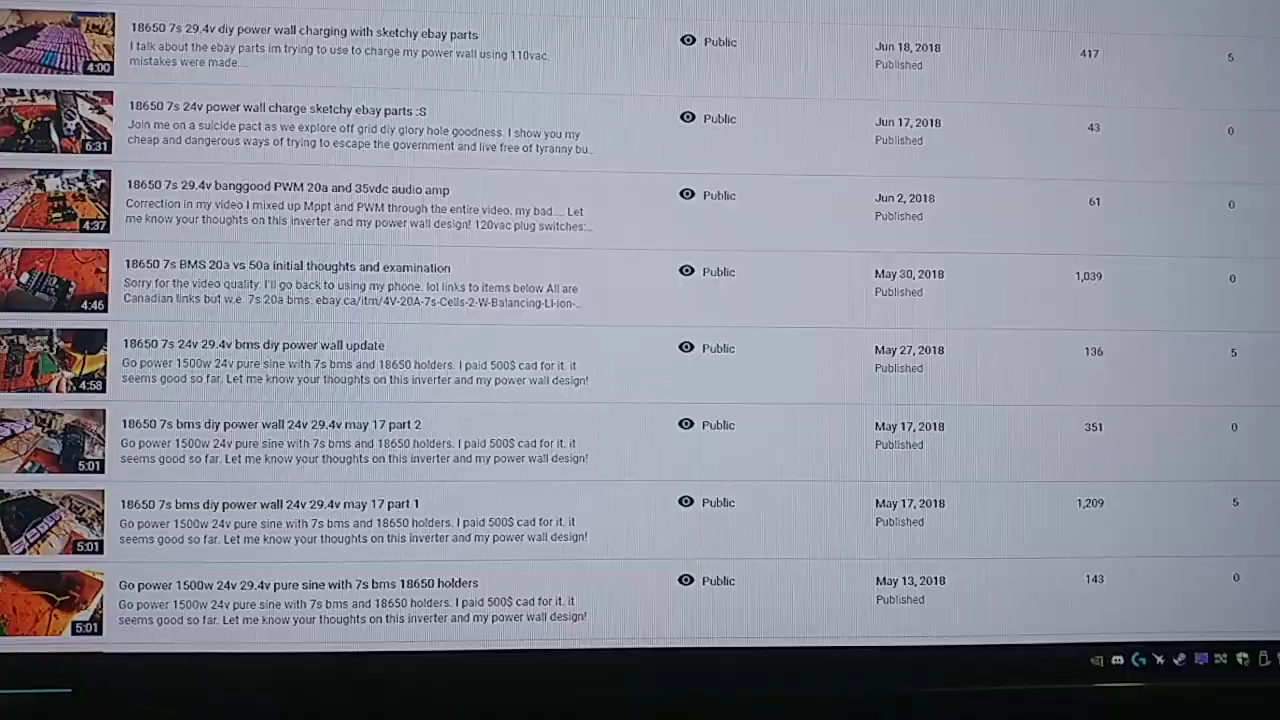 18650 7s 29.4v diy power wall charging with sketchy ebay parts
I talk about the ebay parts im trying to use to charge my power wall using 110vac,
mistakes were made....
4:00
Public
Jun 18, 2018
Published
417
5
18650 7s 24v power wall charge sketchy ebay parts :S
Join me on a suicide pact as we explore off grid diy glory hole goodness. I show you my
cheap and dangerous ways of trying to escape the government and live free of tyranny bu...
6:31
Public
Jun 17, 2018
Published
43
0
18650 7s 29.4v banggood PWM 20a and 35vdc audio amp
Correction in my video I mixed up Mppt and PWM through the entire video. my bad.... Let
me know your thoughts on this inverter and my power wall design! 120vac plug switches:...
4:37
Public
Jun 2, 2018
Published
61
0
18650 7s BMS 20a vs 50a initial thoughts and examination
Sorry for the video quality. I'll go back to using my phone. lol links to items below All are
Canadian links but w.e. 7s 20a bms. ebay.ca/itm/4V-20A-7s-Cells-2-W-Balancing-LI-ion-...
4:46
Public
May 30, 2018
Published
1,039
0
18650 7s 24v 29.4v bms diy power wall update
Go power 1500w 24v pure sine with 7s bms and 18650 holders. I paid 500$ cad for it. it
seems good so far. Let me know your thoughts on this inverter and my power wall design!
4:58
Public
May 27, 2018
Published
136
5
18650 7s bms diy power wall 24v 29.4v may 17 part 2
Go power 1500w 24v pure sine with 7s bms and 18650 holders. I paid 500$ cad for it. it
seems good so far. Let me know your thoughts on this inverter and my power wall design!
5:01
Public
May 17, 2018
Published
351
0
18650 7s bms diy power wall 24v 29.4v may 17 part 1
Go power 1500w 24v pure sine with 7s bms and 18650 holders. I paid 500$ cad for it. it
seems good so far. Let me know your thoughts on this inverter and my power wall design!
5:01
Public
May 17, 2018
Published
1,209
5
Go power 1500w 24v 29.4v pure sine with 7s bms 18650 holders
Go power 1500w 24v pure sine with 7s bms and 18650 holders. I paid 500$ cad for it. it
seems good so far. Let me know your thoughts on this inverter and my power wall design!
5:01
Public
May 13, 2018
Published
143
0